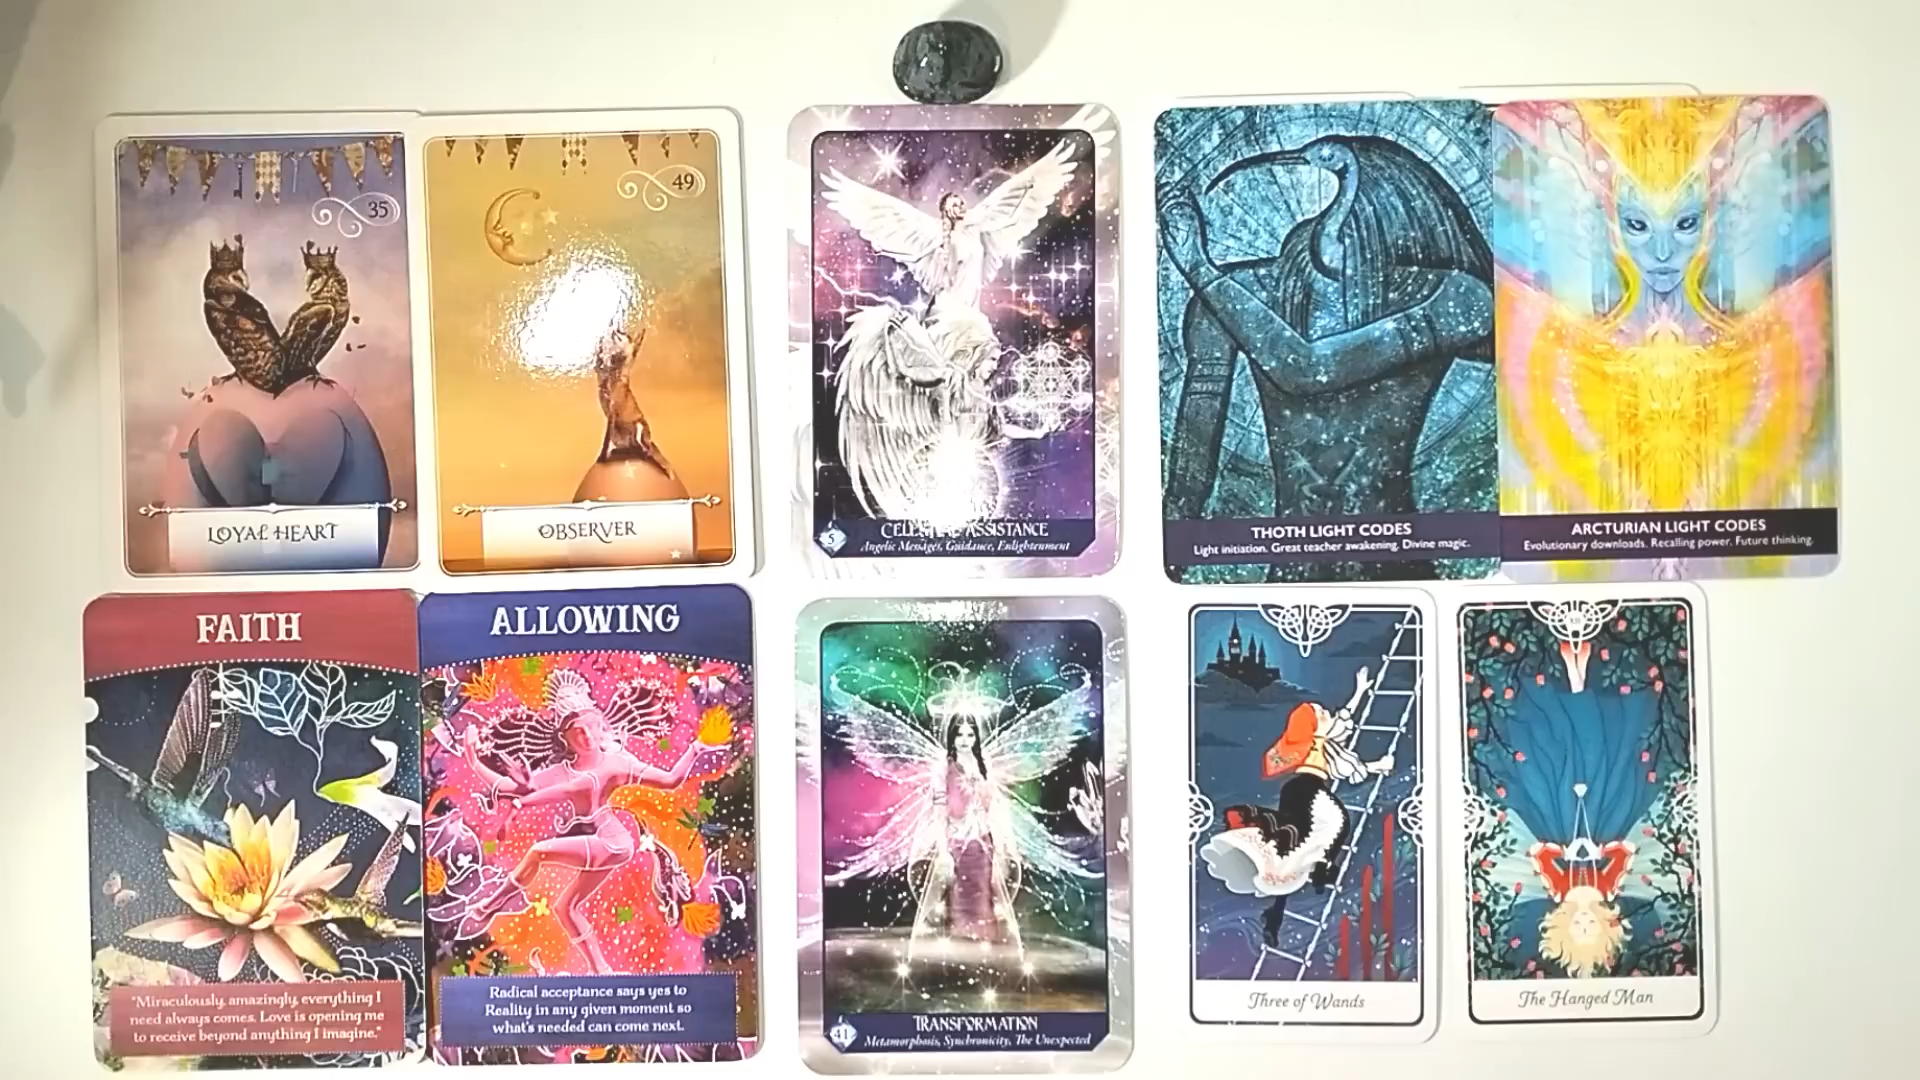 35
LOYAL HEART
49
OBSERVER
5
CELESTIAL ASSISTANCE
Angelic Messages, Guidance, Enlightenment
THOTH LIGHT CODES
Light initiation. Great teacher awakening. Divine magic.
ARCTURIAN LIGHT CODES
Evolutionary downloads. Recalling power. Future thinking.
FAITH
"Miraculously, amazingly, everything I
need always comes. Love is opening me
to receive beyond anything I imagine."
ALLOWING
Radical acceptance says yes to
Reality in any given moment so
what's needed can come next.
41
TRANSFORMATION
Metamorphosis, Synchronicity, The Unexpected
Three of Wands
XII
The Hanged Man